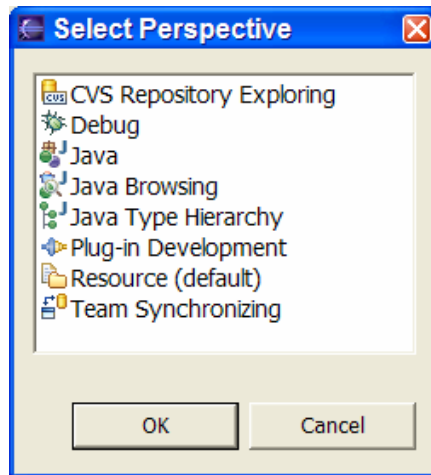 Select Perspective
CVS Repository Exploring
Debug
Java
Java Browsing
Java Type Hierarchy
Plug-in Development
Resource (default)
Team Synchronizing
OK Cancel